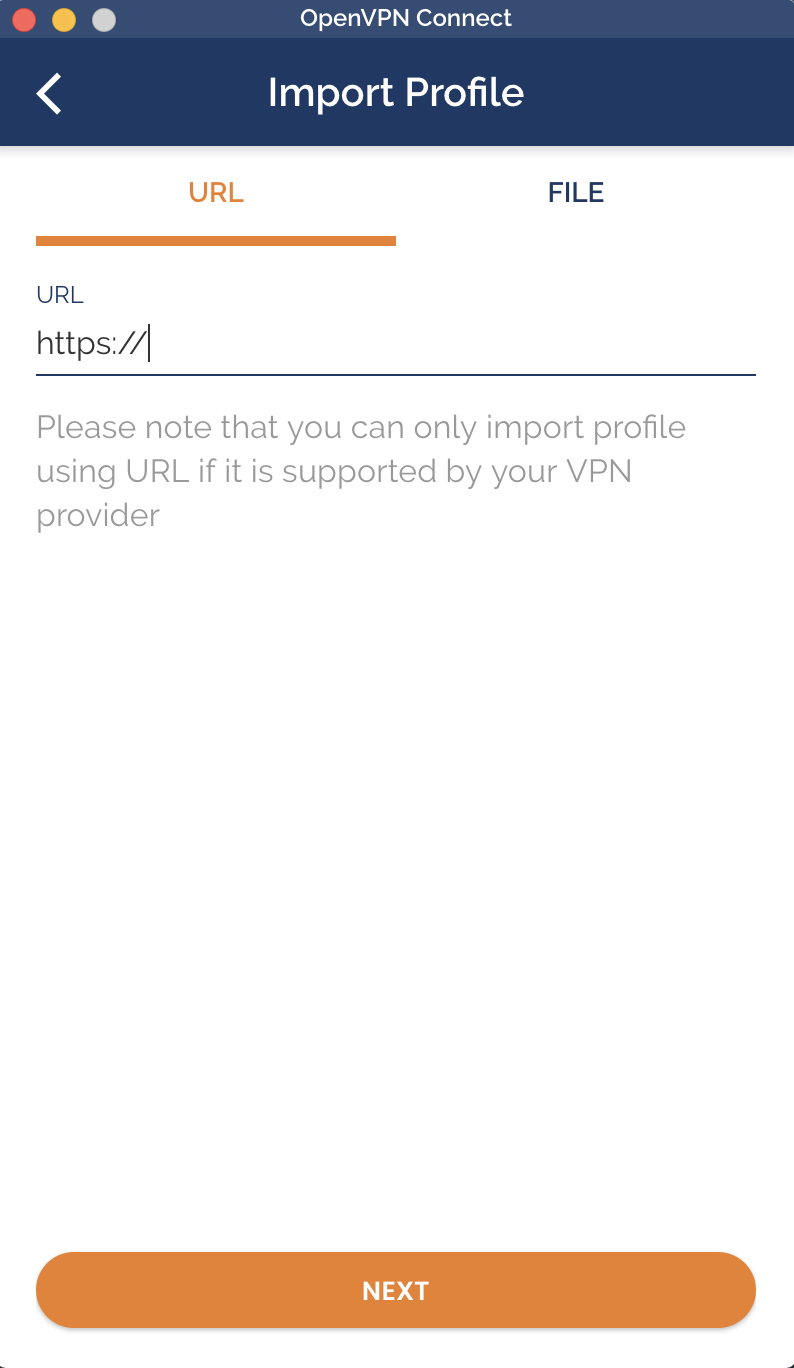 OpenVPN Connect
Import Profile
URL
FILE
URL
https://
Please note that you can only import profile
using URL if it is supported by your VPN
provider
NEXT